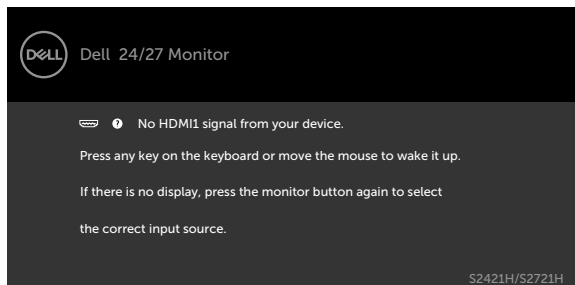 DELL
Dell 24/27 Monitor
? No HDMI1 signal from your device.
Press any key on the keyboard or move the mouse to wake it up.
If there is no display, press the monitor button again to select
the correct input source.
S2421H/S2721H